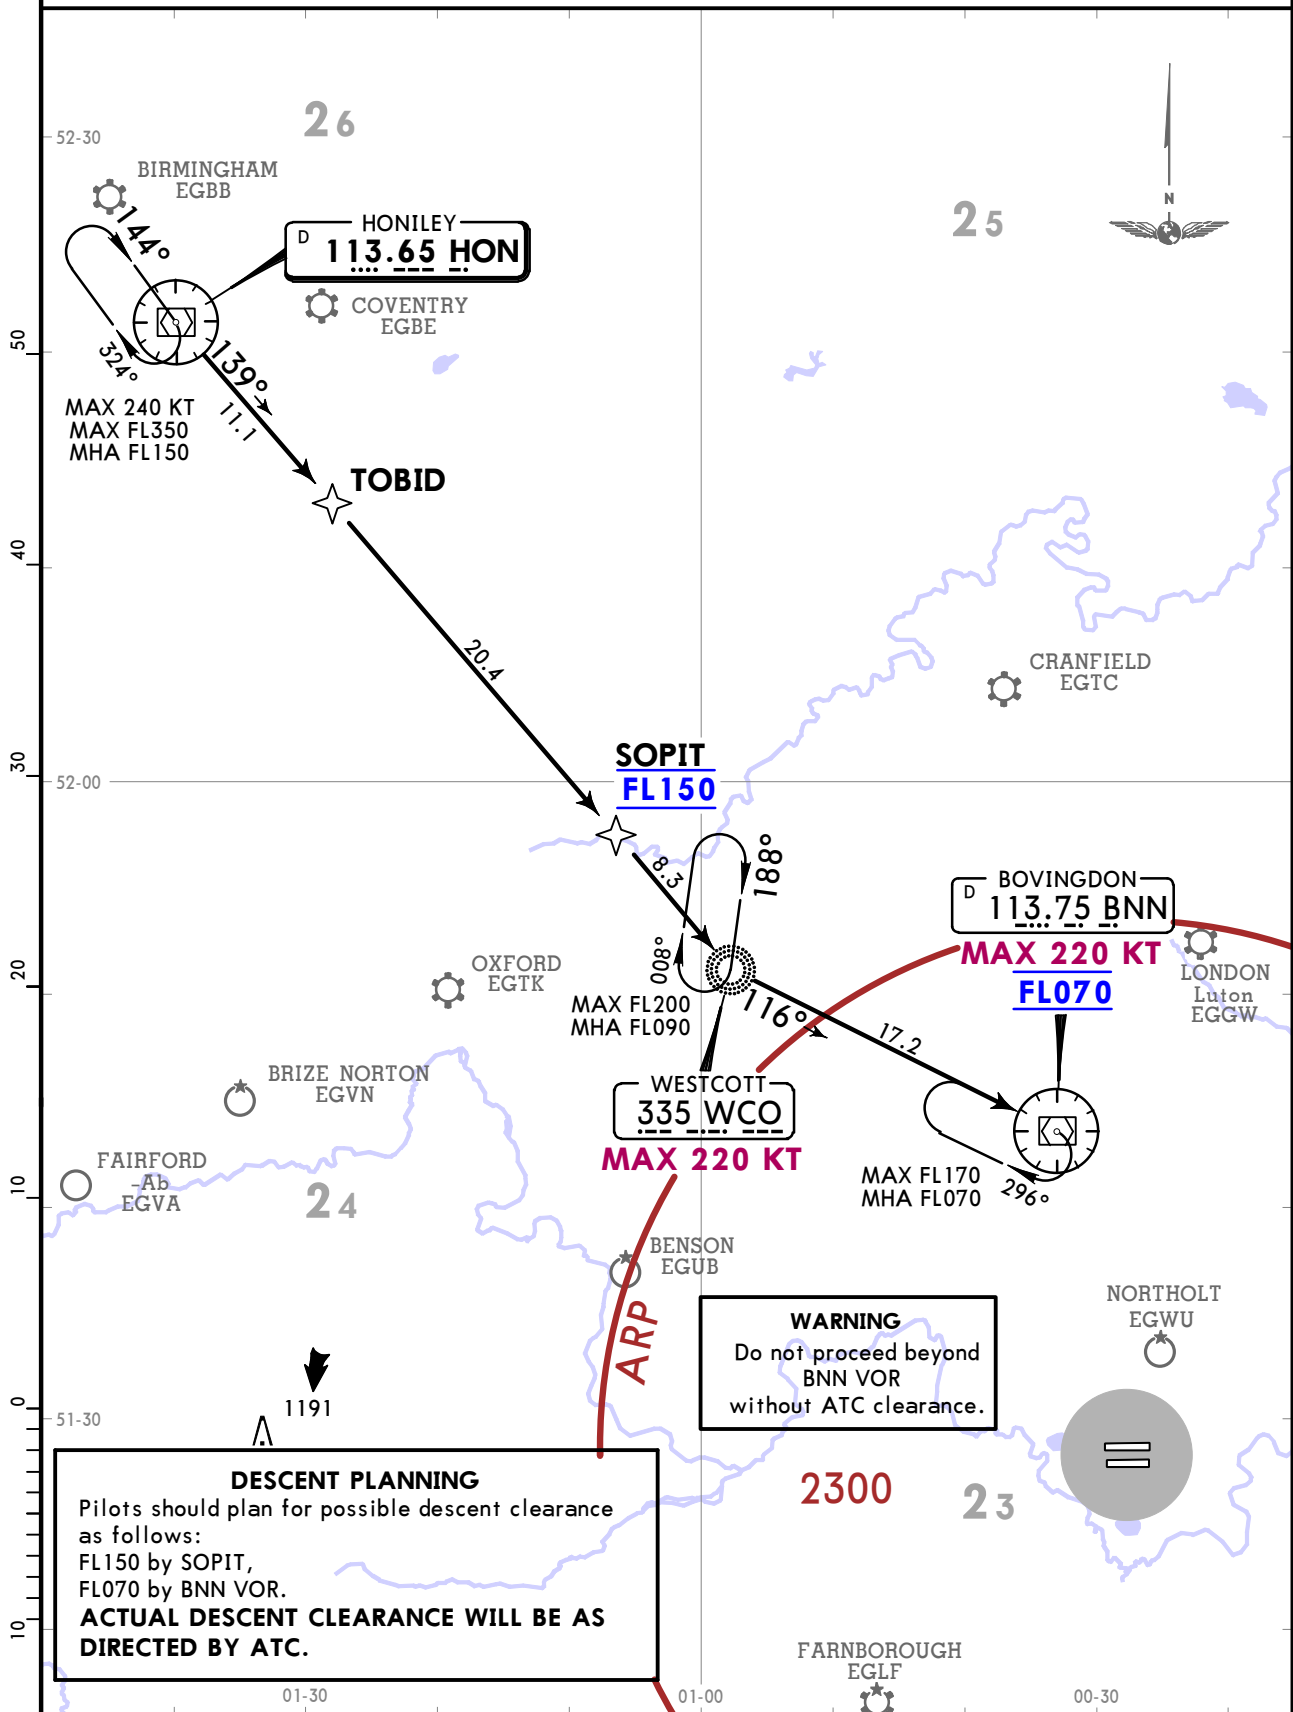 52-30
26
BIRMINGHAM
EGBB
25
N
144°
HONILEY
D 113.65 HON
COVENTRY
EGBE
50
324°
139°
11.1
MAX 240 KT
MAX FL350
MHA FL150
TOBID
40
20.4
CRANFIELD
EGTC
SOPIT
FL150
30
52-00
8.3
188°
008°
BOVINGDON
D 113.75 BNN
MAX 220 KT
FL070
LONDON
Luton
EGGW
20
OXFORD
EGTK
MAX FL200
MHA FL090
116°
17.2
WESTCOTT
335 WCO
MAX 220 KT
BRIZE NORTON
EGVN
FAIRFORD
-Ab
EGVA
10
24
MAX FL170
MHA FL070
296°
BENSON
EGUB
ARP
NORTHOLT
EGWU
WARNING
Do not proceed beyond
BNN VOR
without ATC clearance.
0
51-30
1191
2300
23
DESCENT PLANNING
Pilots should plan for possible descent clearance
as follows:
FL150 by SOPIT,
FL070 by BNN VOR.
ACTUAL DESCENT CLEARANCE WILL BE AS
DIRECTED BY ATC.
10
FARNBOROUGH
EGLF
01-30
01-00
00-30